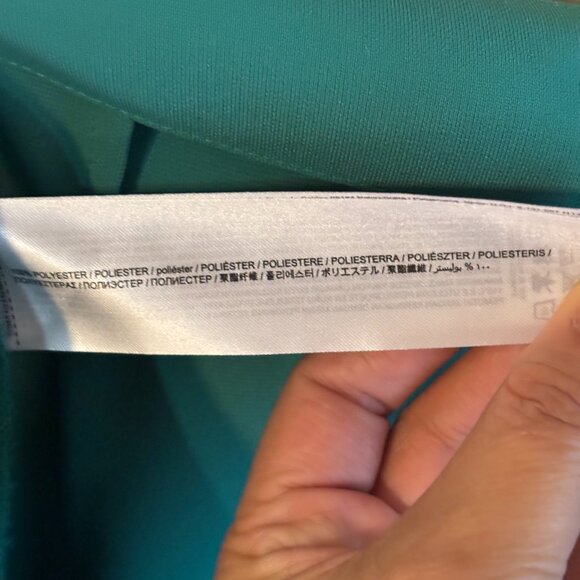 100% POLYESTER / POLIESTER / poliéster / POLIÉSTER / POLIESTERE / POLIESTERRA / POLIÉSZTER / POLIESTERIS /
ΠΟΛΥΕΣΤΕΡΑΣ / ПОЛИЭСТЕР / ПОЛИЕСТЕР / 聚酯纤维 / 폴리에스터 / ポリエステル / 聚酯纖維 / ١٠٠ % بوليستر